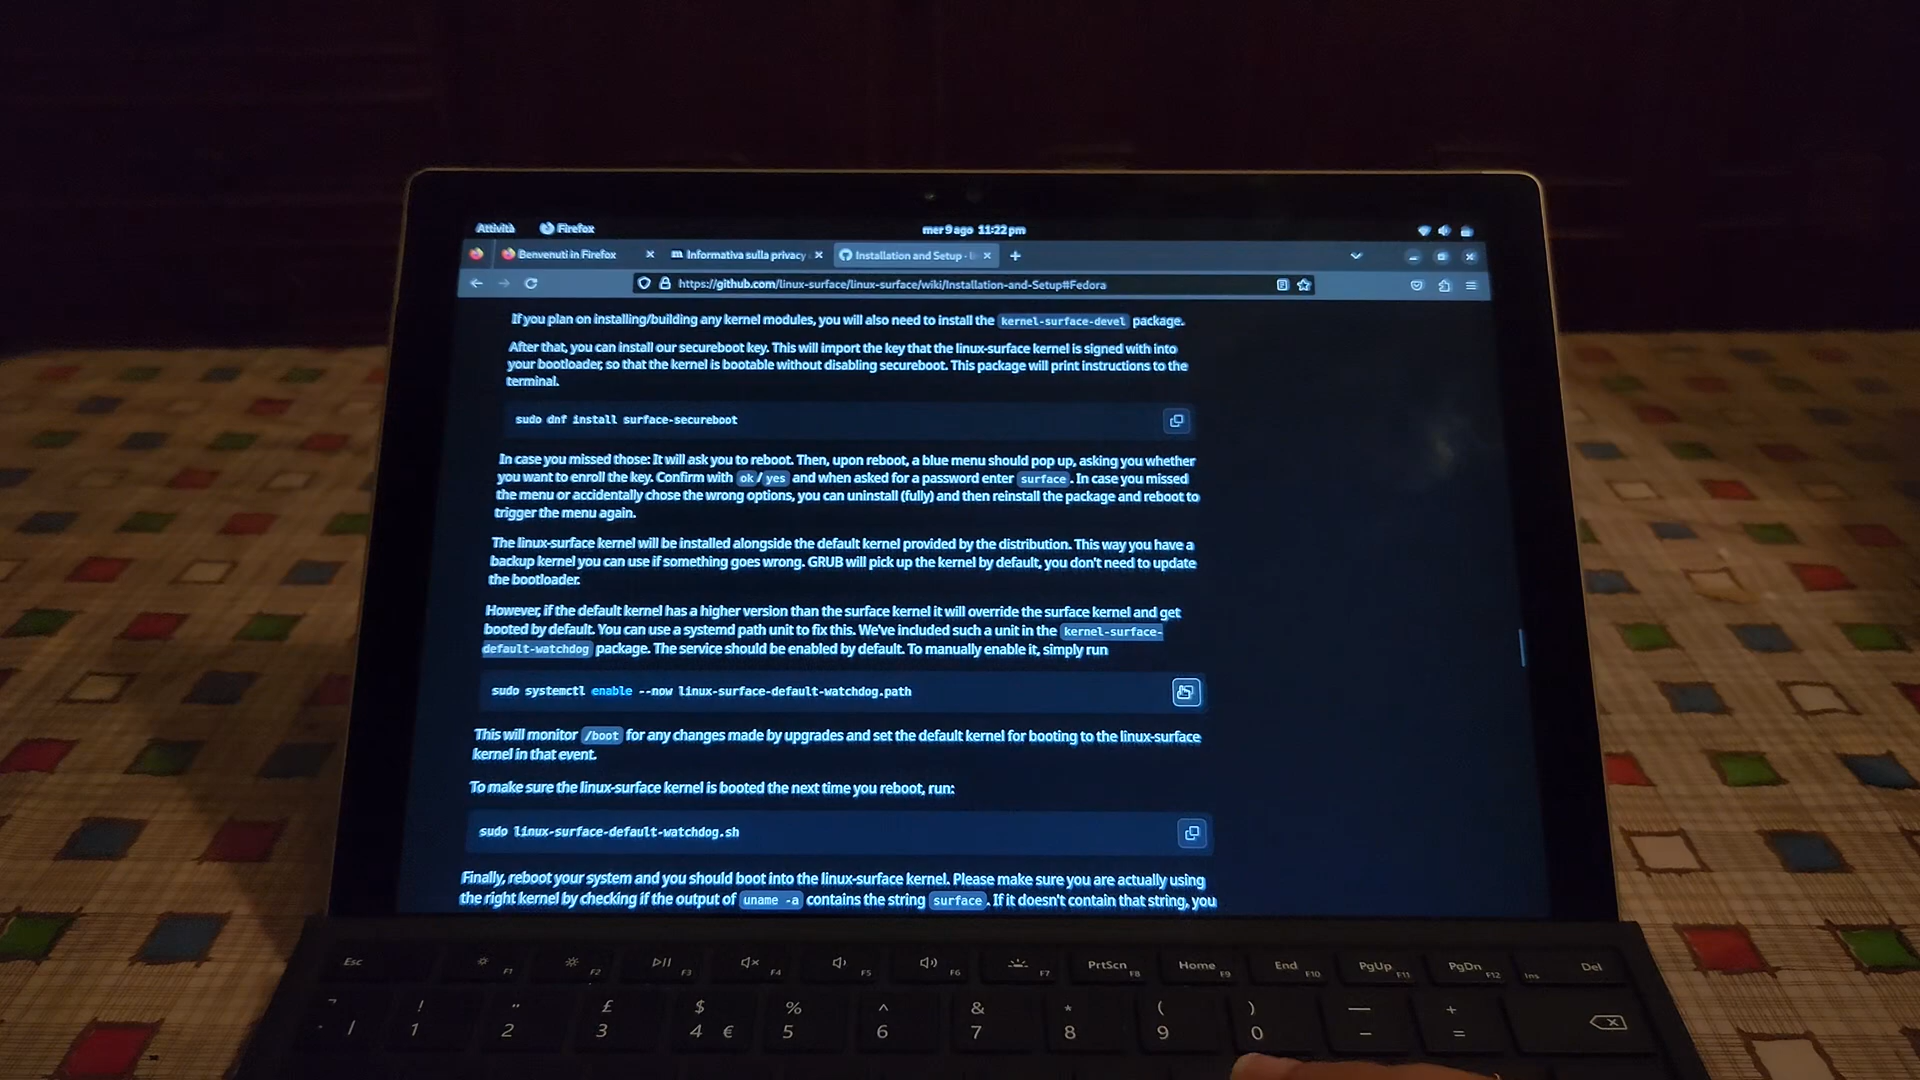 Attività Firefox mer 9 ago 11:22 pm
Benvenuti in Firefox Informativa sulla privacy Installation and Setup
https://github.com/linux-surface/linux-surface/wiki/Installation-and-Setup#Fedora
If you plan on installing/building any kernel modules, you will also need to install the kernel-surface-devel package.
After that, you can install our secureboot key. This will import the key that the linux-surface kernel is signed with into
your bootloader, so that the kernel is bootable without disabling secureboot. This package will print instructions to the
terminal.
sudo dnf install surface-secureboot
In case you missed those: It will ask you to reboot. Then, upon reboot, a blue menu should pop up, asking you whether
you want to enroll the key. Confirm with ok / yes and when asked for a password enter surface . In case you missed
the menu or accidentally chose the wrong options, you can uninstall (fully) and then reinstall the package and reboot to
trigger the menu again.
The linux-surface kernel will be installed alongside the default kernel provided by the distribution. This way you have a
backup kernel you can use if something goes wrong. GRUB will pick up the kernel by default, you don't need to update
the bootloader.
However, if the default kernel has a higher version than the surface kernel it will override the surface kernel and get
booted by default. You can use a systemd path unit to fix this. We've included such a unit in the kernel-surface-
default-watchdog package. The service should be enabled by default. To manually enable it, simply run
sudo systemctl enable --now linux-surface-default-watchdog.path
This will monitor /boot for any changes made by upgrades and set the default kernel for booting to the linux-surface
kernel in that event.
To make sure the linux-surface kernel is booted the next time you reboot, run:
sudo linux-surface-default-watchdog.sh
Finally, reboot your system and you should boot into the linux-surface kernel. Please make sure you are actually using
the right kernel by checking if the output of uname -a contains the string surface . If it doesn't contain that string, you
Esc F1 F2 F3 F4 F5 F6 F7 PrtScn F8 Home F9 End F10 PgUp F11 PgDn F12 Ins Del
¬ ! " £ $ % ^ & * ( ) — +
\ 1 2 3 4 € 5 6 7 8 9 0 - =